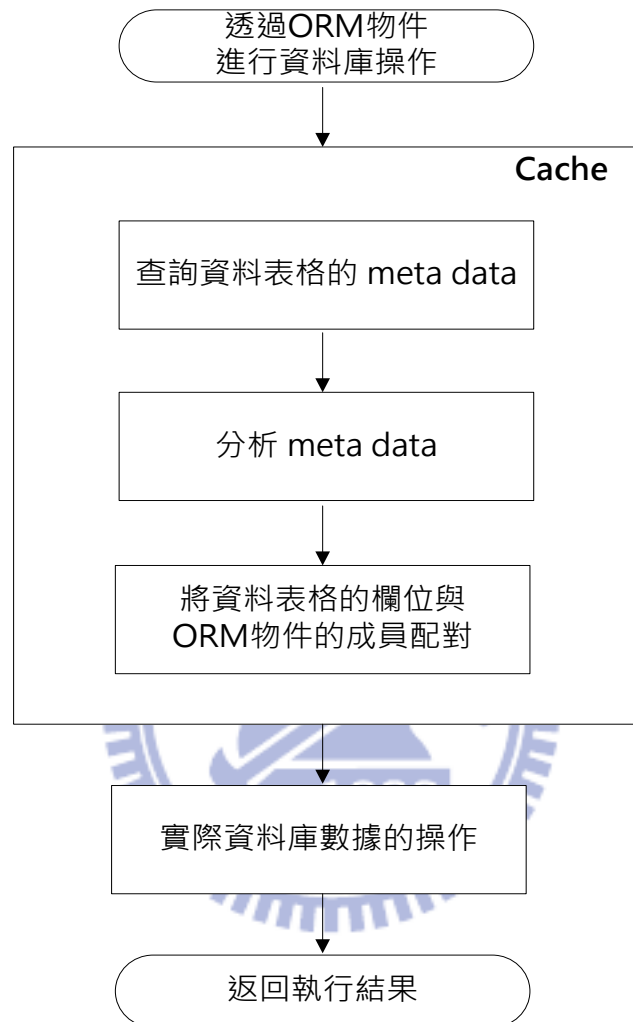 透過ORM物件
進行資料庫操作
Cache
查詢資料表格的 meta data
分析 meta data
將資料表格的欄位與
ORM物件的成員配對
實際資料庫數據的操作
返回執行結果